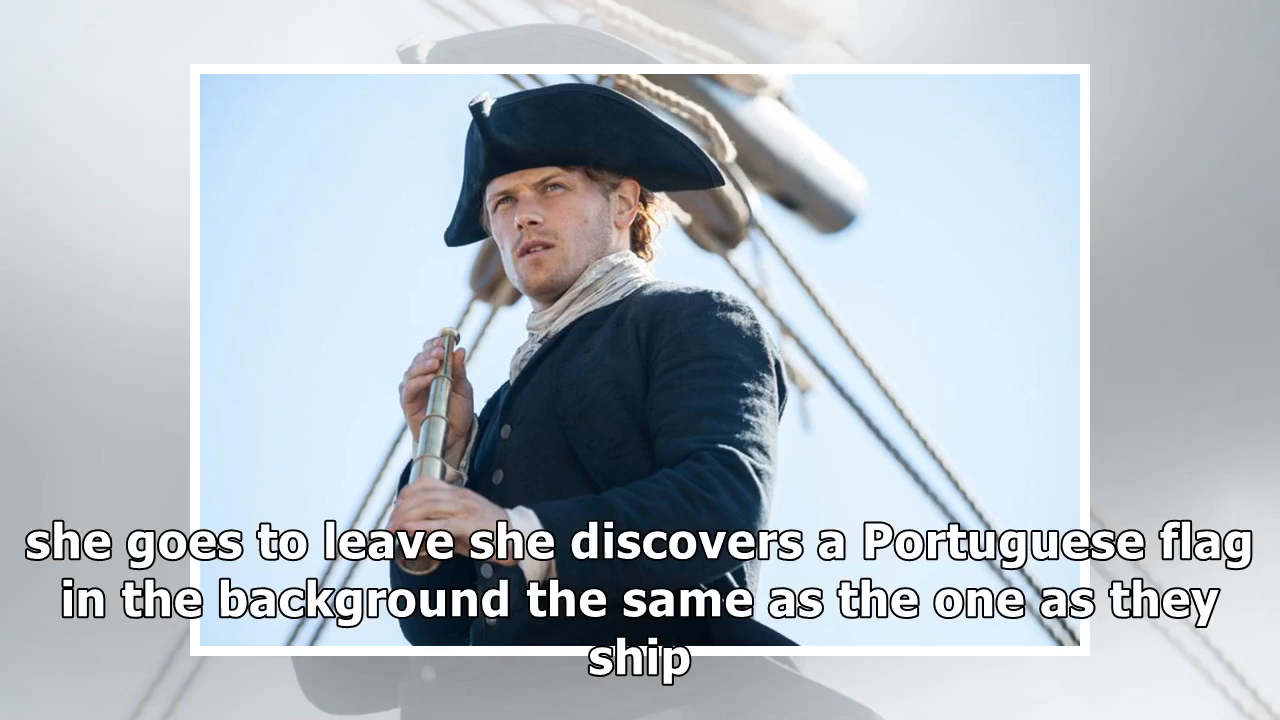 she goes to leave she discovers a Portuguese flag
in the background the same as the one as they
ship